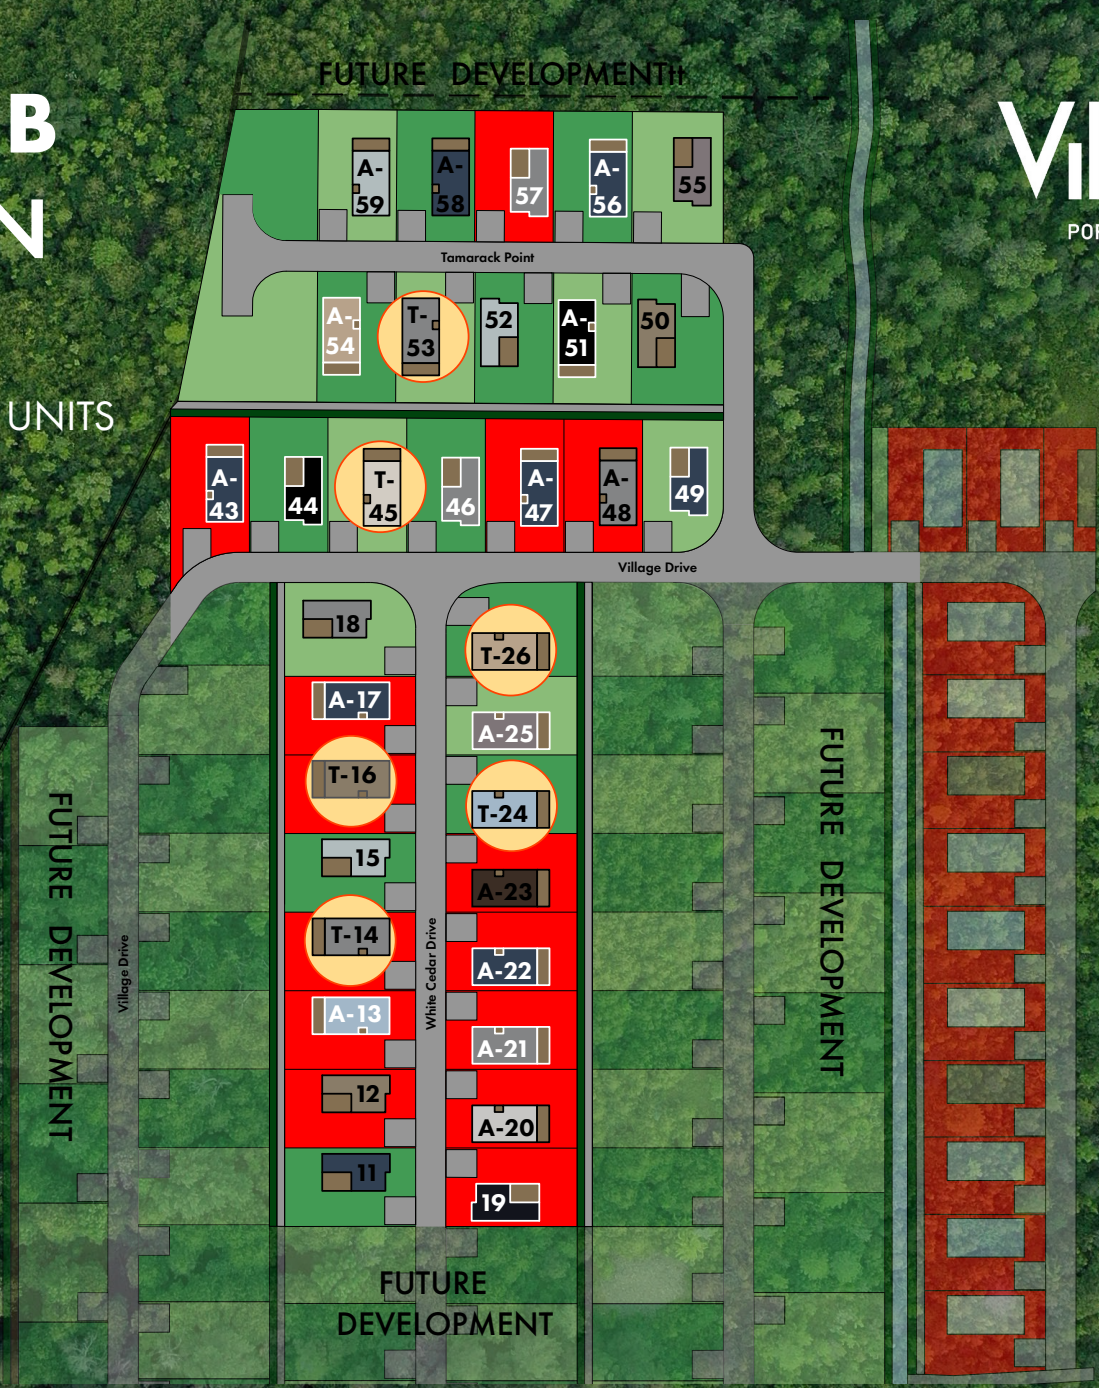 FUTURE DEVELOPMENT††
B
N
VI
POR
UNITS
A-
59
A-
58
57
A-
56
55
Tamarack Point
A-
54
T-
53
52
A-
51
50
A-
43
44
T-
45
46
A-
47
A-
48
49
Village Drive
18
T-26
A-17
A-25
T-16
T-24
15
A-23
T-14
A-22
A-13
A-21
12
A-20
11
19
White Cedar Drive
Village Drive
FUTURE DEVELOPMENT
FUTURE DEVELOPMENT
FUTURE
DEVELOPMENT